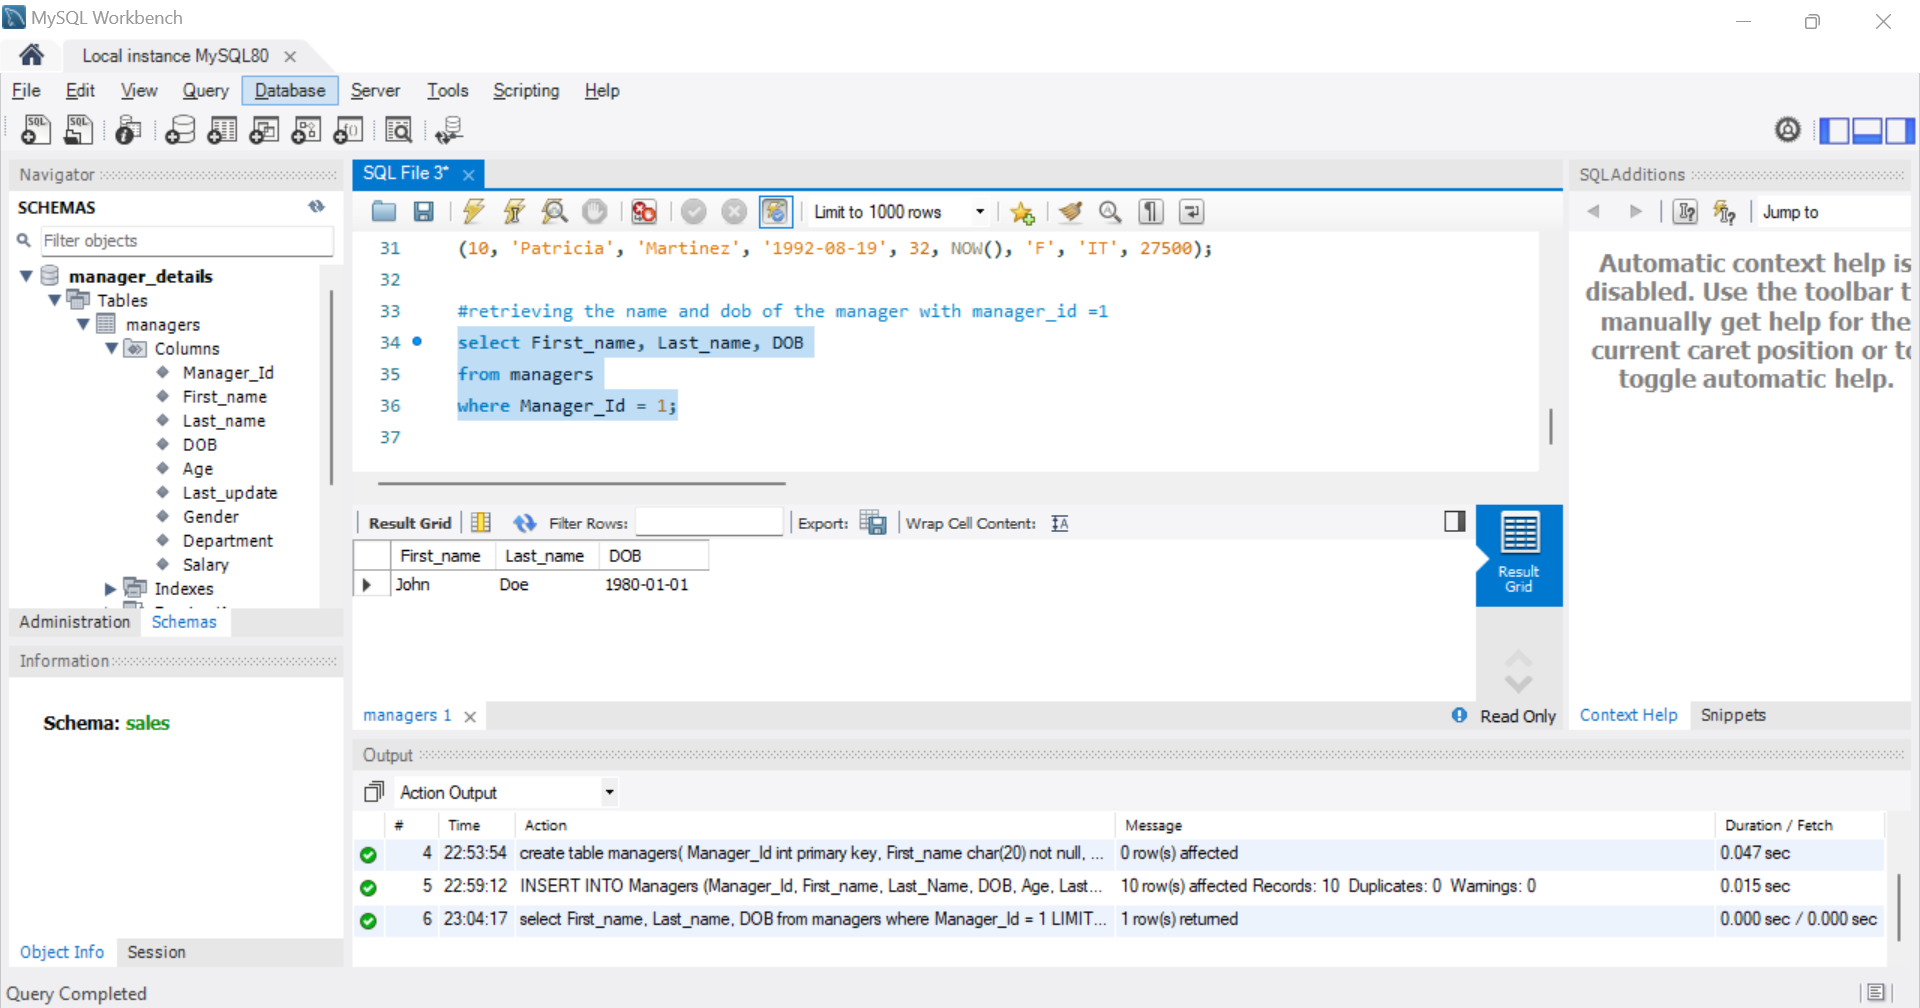 MySQL Workbench
Local instance MySQL80
File Edit View Query Database Server Tools Scripting Help
Navigator
SCHEMAS
Filter objects
manager_details
Tables
managers
Columns
Manager_Id
First_name
Last_name
DOB
Age
Last_update
Gender
Department
Salary
Indexes
Administration Schemas
Information
Schema: sales
Object Info Session
SQL File 3*
Limit to 1000 rows
31 (10, 'Patricia', 'Martinez', '1992-08-19', 32, NOW(), 'F', 'IT', 27500);
32
33 #retrieving the name and dob of the manager with manager_id =1
34 select First_name, Last_name, DOB
35 from managers
36 where Manager_Id = 1;
37
Result Grid Filter Rows: Export: Wrap Cell Content:
First_name Last_name DOB
John Doe 1980-01-01
Result
Grid
managers 1
Read Only
SQLAdditions
Jump to
Automatic context help is
disabled. Use the toolbar t
manually get help for the
current caret position or to
toggle automatic help.
Context Help Snippets
Output
Action Output
# Time Action Message Duration / Fetch
4 22:53:54 create table managers( Manager_Id int primary key, First_name char(20) not null, ... 0 row(s) affected 0.047 sec
5 22:59:12 INSERT INTO Managers (Manager_Id, First_name, Last_Name, DOB, Age, Last... 10 row(s) affected Records: 10 Duplicates: 0 Warnings: 0 0.015 sec
6 23:04:17 select First_name, Last_name, DOB from managers where Manager_Id = 1 LIMIT... 1 row(s) returned 0.000 sec / 0.000 sec
Query Completed